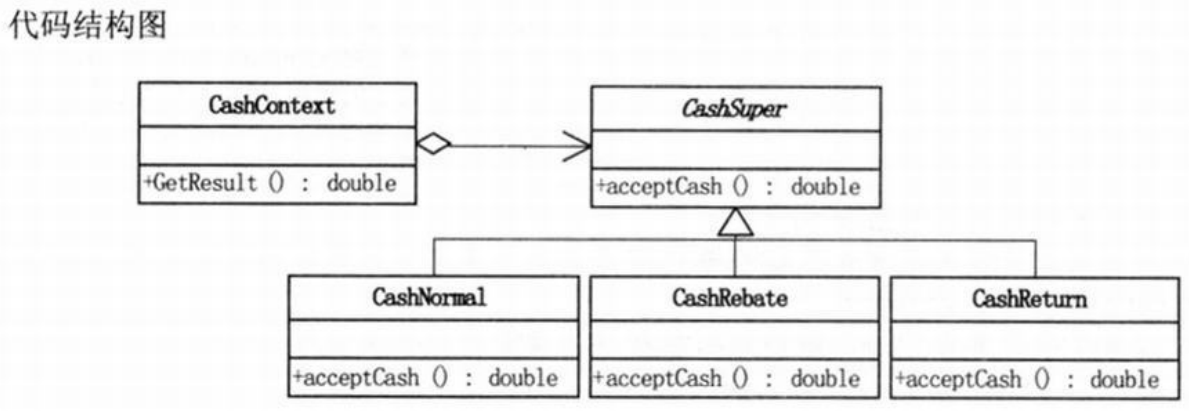 代码结构图
CashContext
+GetResult () : double
CashSuper
+acceptCash () : double
CashNormal
+acceptCash () : double
CashRebate
+acceptCash () : double
CashReturn
+acceptCash () : double